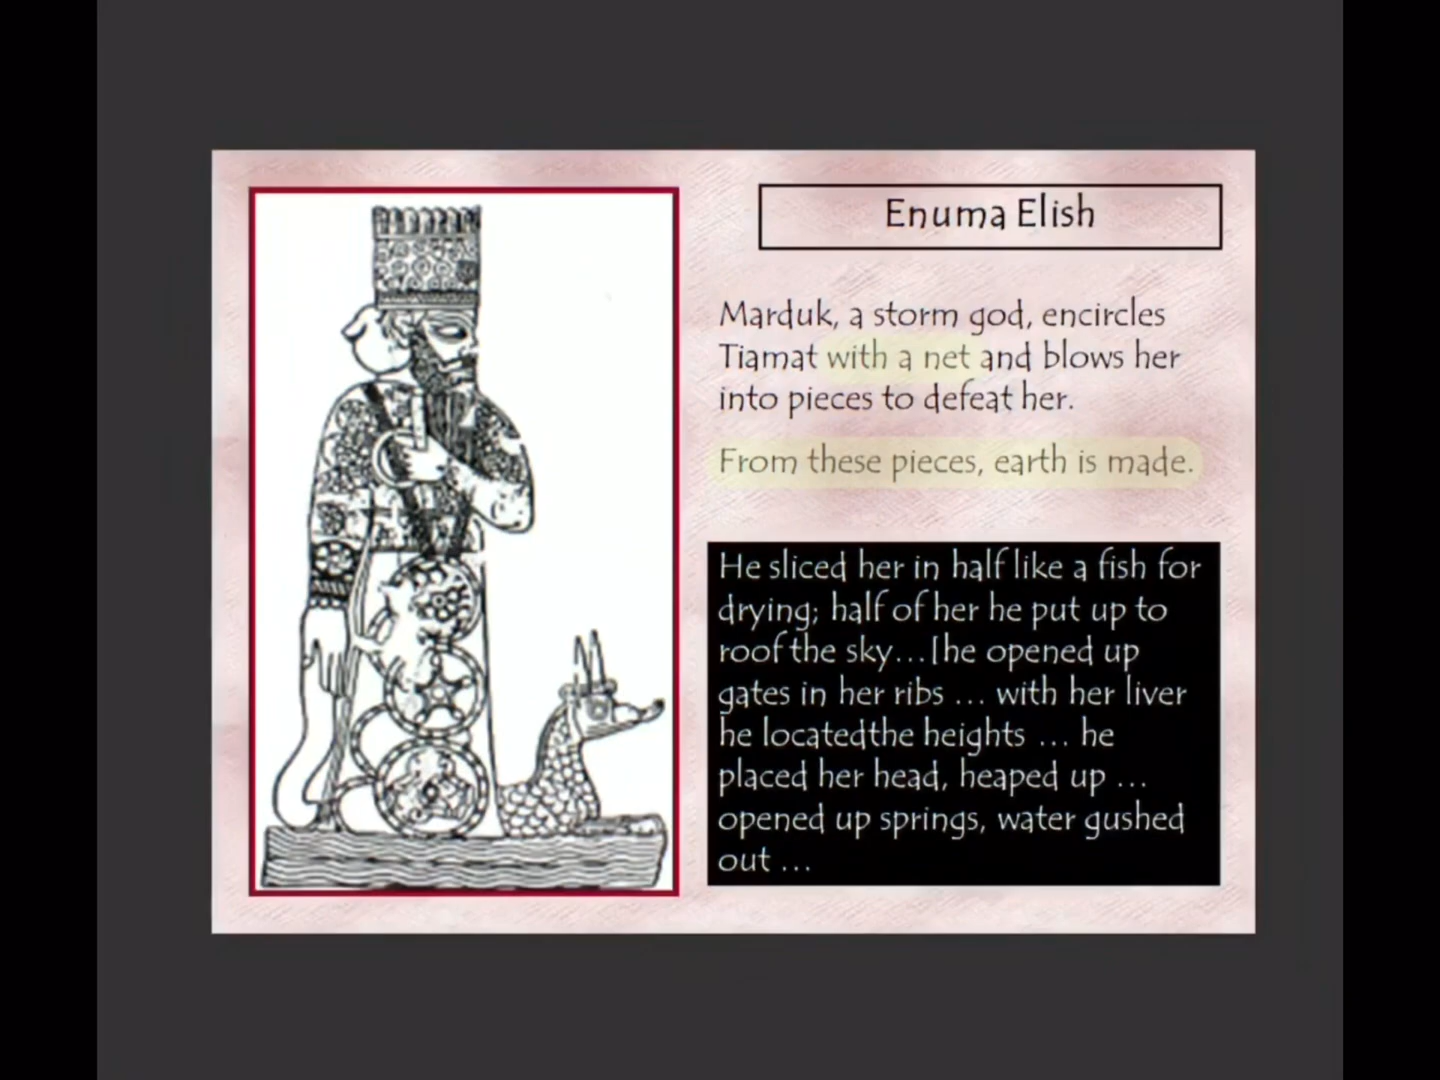 Enuma Elish
Marduk, a storm god, encircles
Tiamat with a net and blows her
into pieces to defeat her.
From these pieces, earth is made.
He sliced her in half like a fish for
drying; half of her he put up to
roof the sky...[he opened up
gates in her ribs ... with her liver
he locatedthe heights ... he
placed her head, heaped up ...
opened up springs, water gushed
out ...